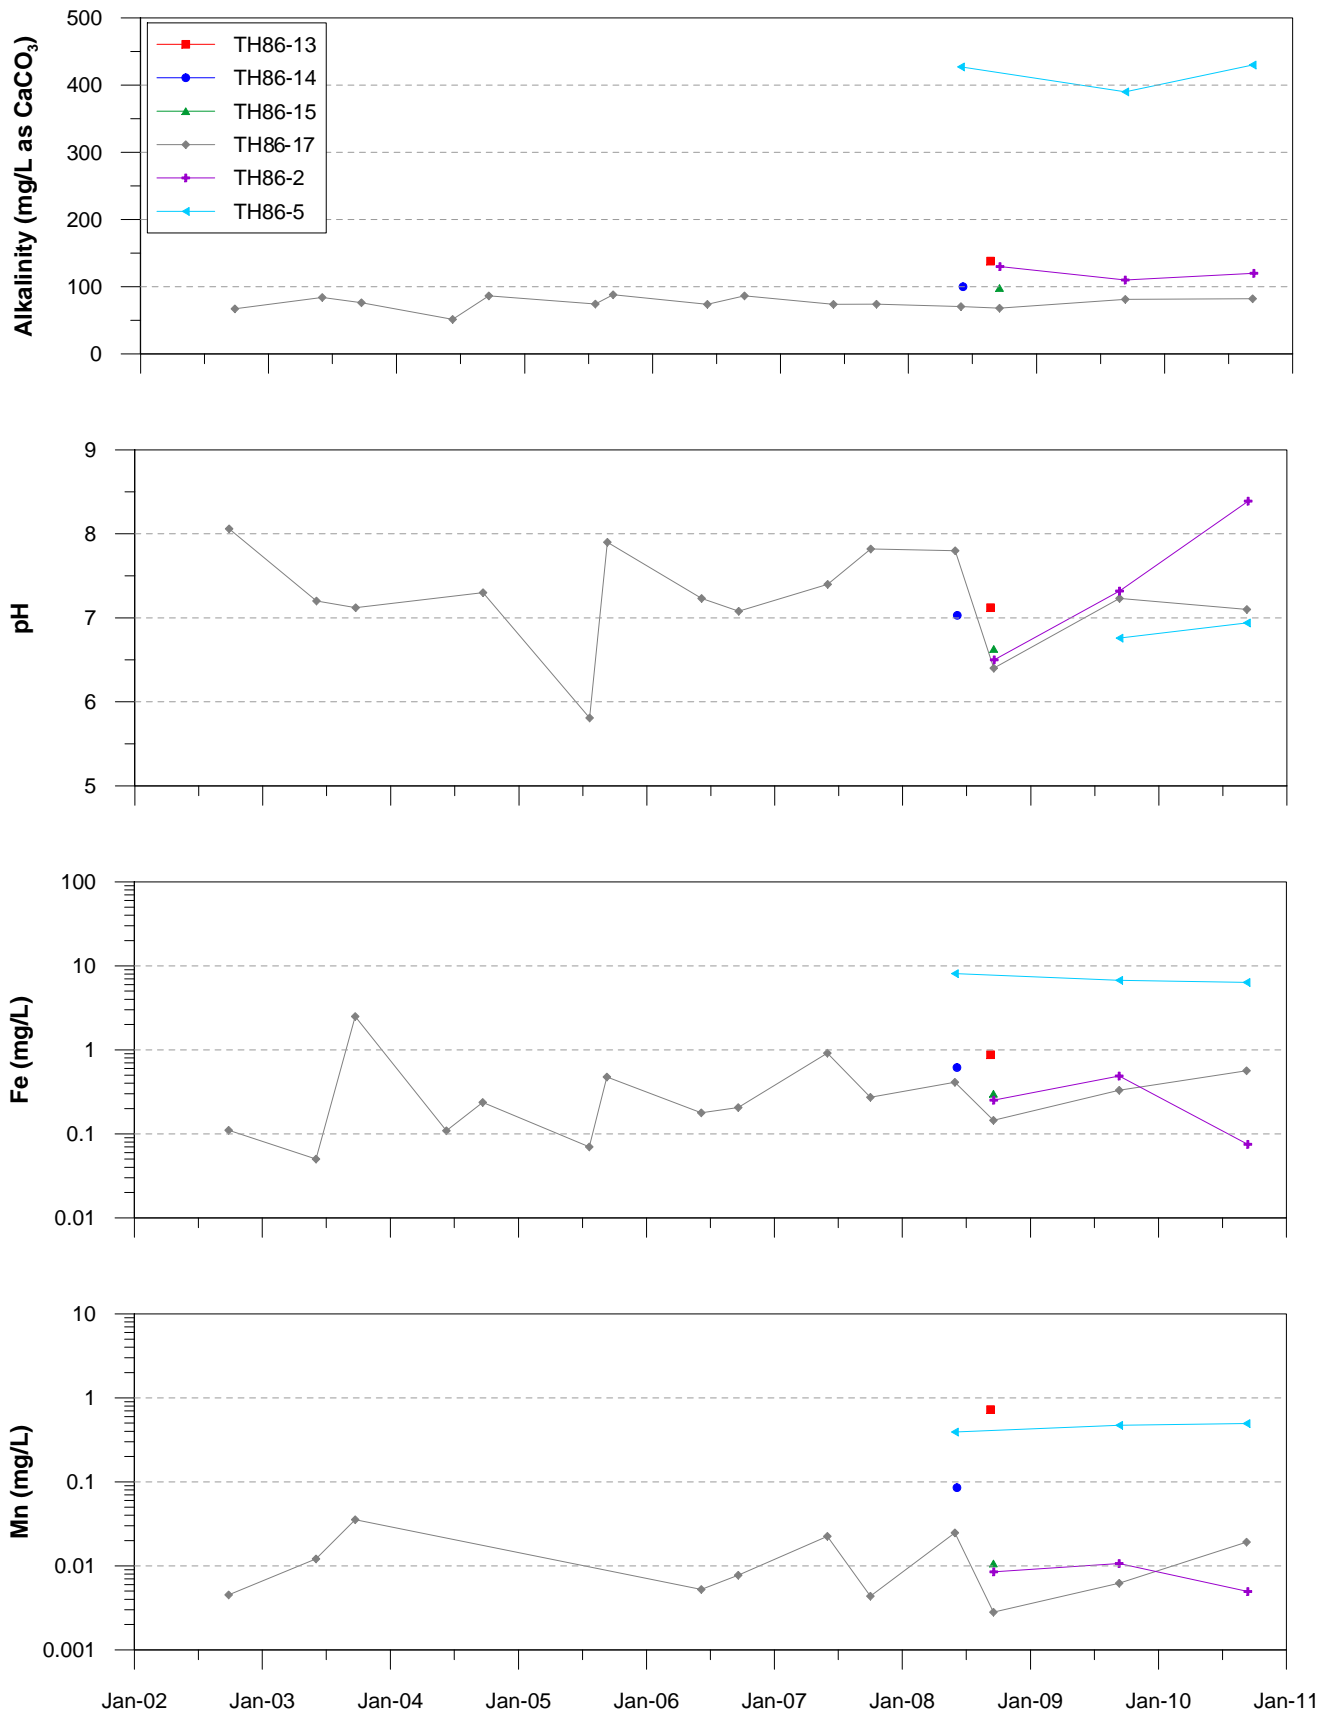 500
400
300
200
100
0
Alkalinity (mg/L as CaCO₃)
TH86-13
TH86-14
TH86-15
TH86-17
TH86-2
TH86-5
9
8
7
6
5
pH
100
10
1
0.1
0.01
Fe (mg/L)
10
1
0.1
0.01
0.001
Mn (mg/L)
Jan-02 Jan-03 Jan-04 Jan-05 Jan-06 Jan-07 Jan-08 Jan-09 Jan-10 Jan-11